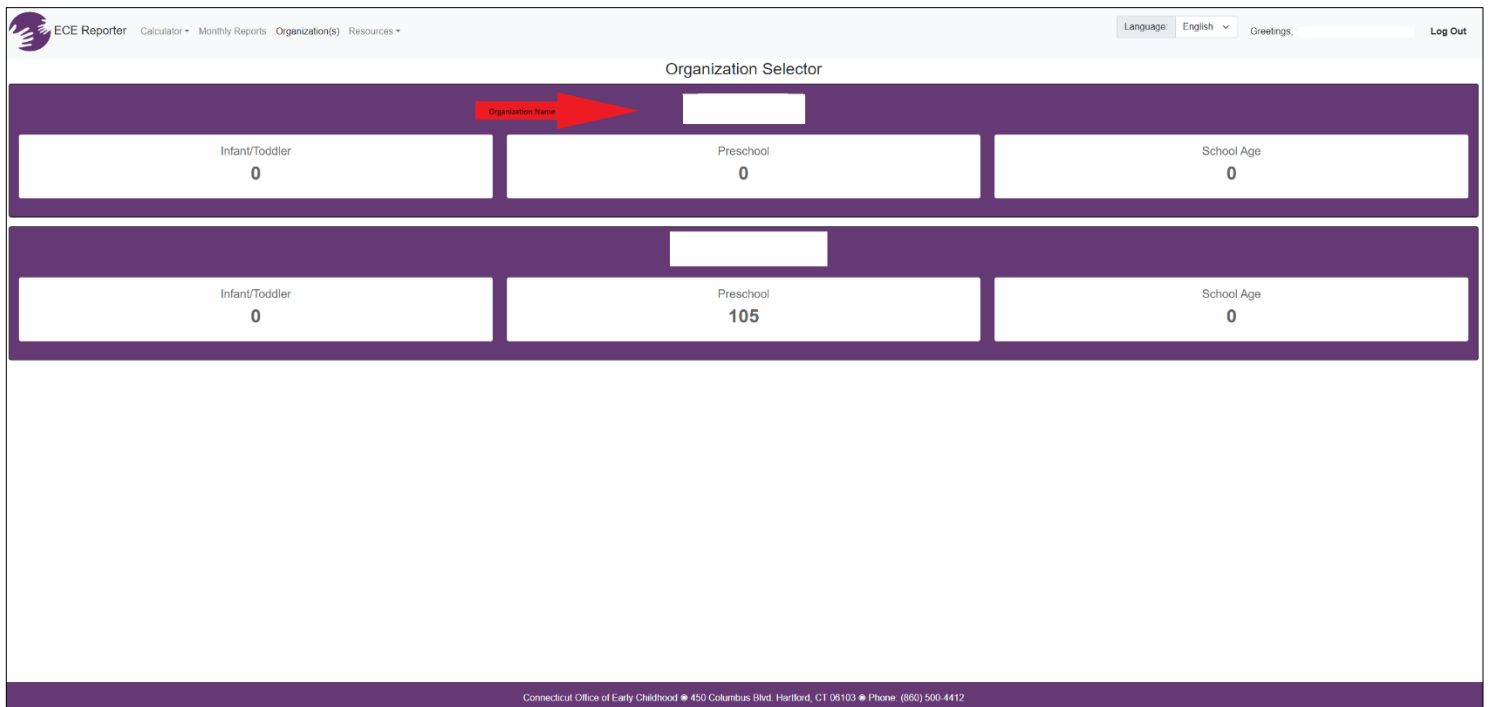 ECE Reporter Calculator Monthly Reports Organization(s) Resources Language: English Greetings, Log Out
Organization Selector
Organization Name
Infant/Toddler Preschool School Age
0 0 0
Infant/Toddler Preschool School Age
0 105 0
Connecticut Office of Early Childhood ◉ 450 Columbus Blvd. Hartford, CT 06103 ◉ Phone: (860) 500-4412